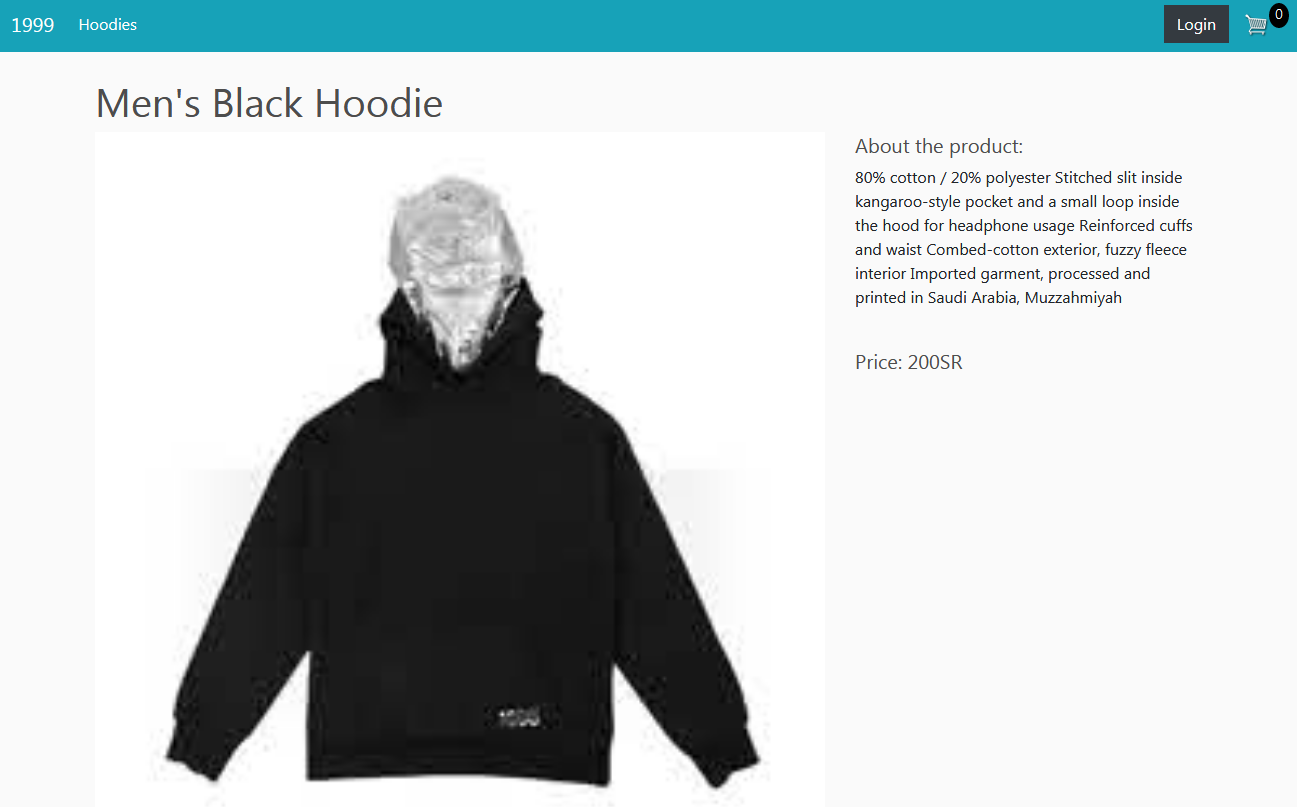 1999 Hoodies Login 0
Men's Black Hoodie
About the product:
80% cotton / 20% polyester Stitched slit inside
kangaroo-style pocket and a small loop inside
the hood for headphone usage Reinforced cuffs
and waist Combed-cotton exterior, fuzzy fleece
interior Imported garment, processed and
printed in Saudi Arabia, Muzzahmiyah
Price: 200SR